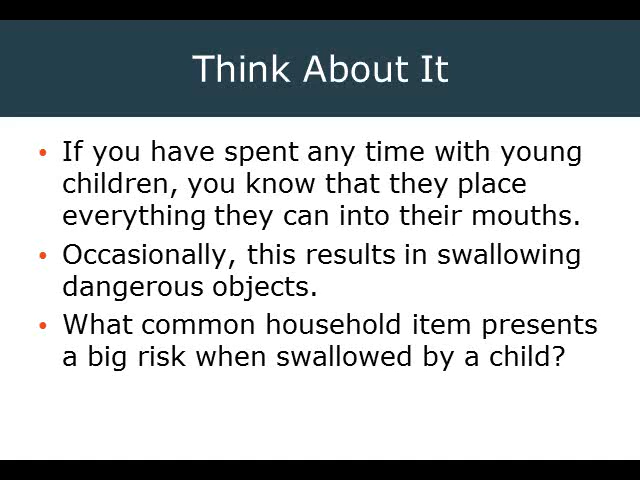 Think About It
• If you have spent any time with young
children, you know that they place
everything they can into their mouths.
• Occasionally, this results in swallowing
dangerous objects.
• What common household item presents
a big risk when swallowed by a child?